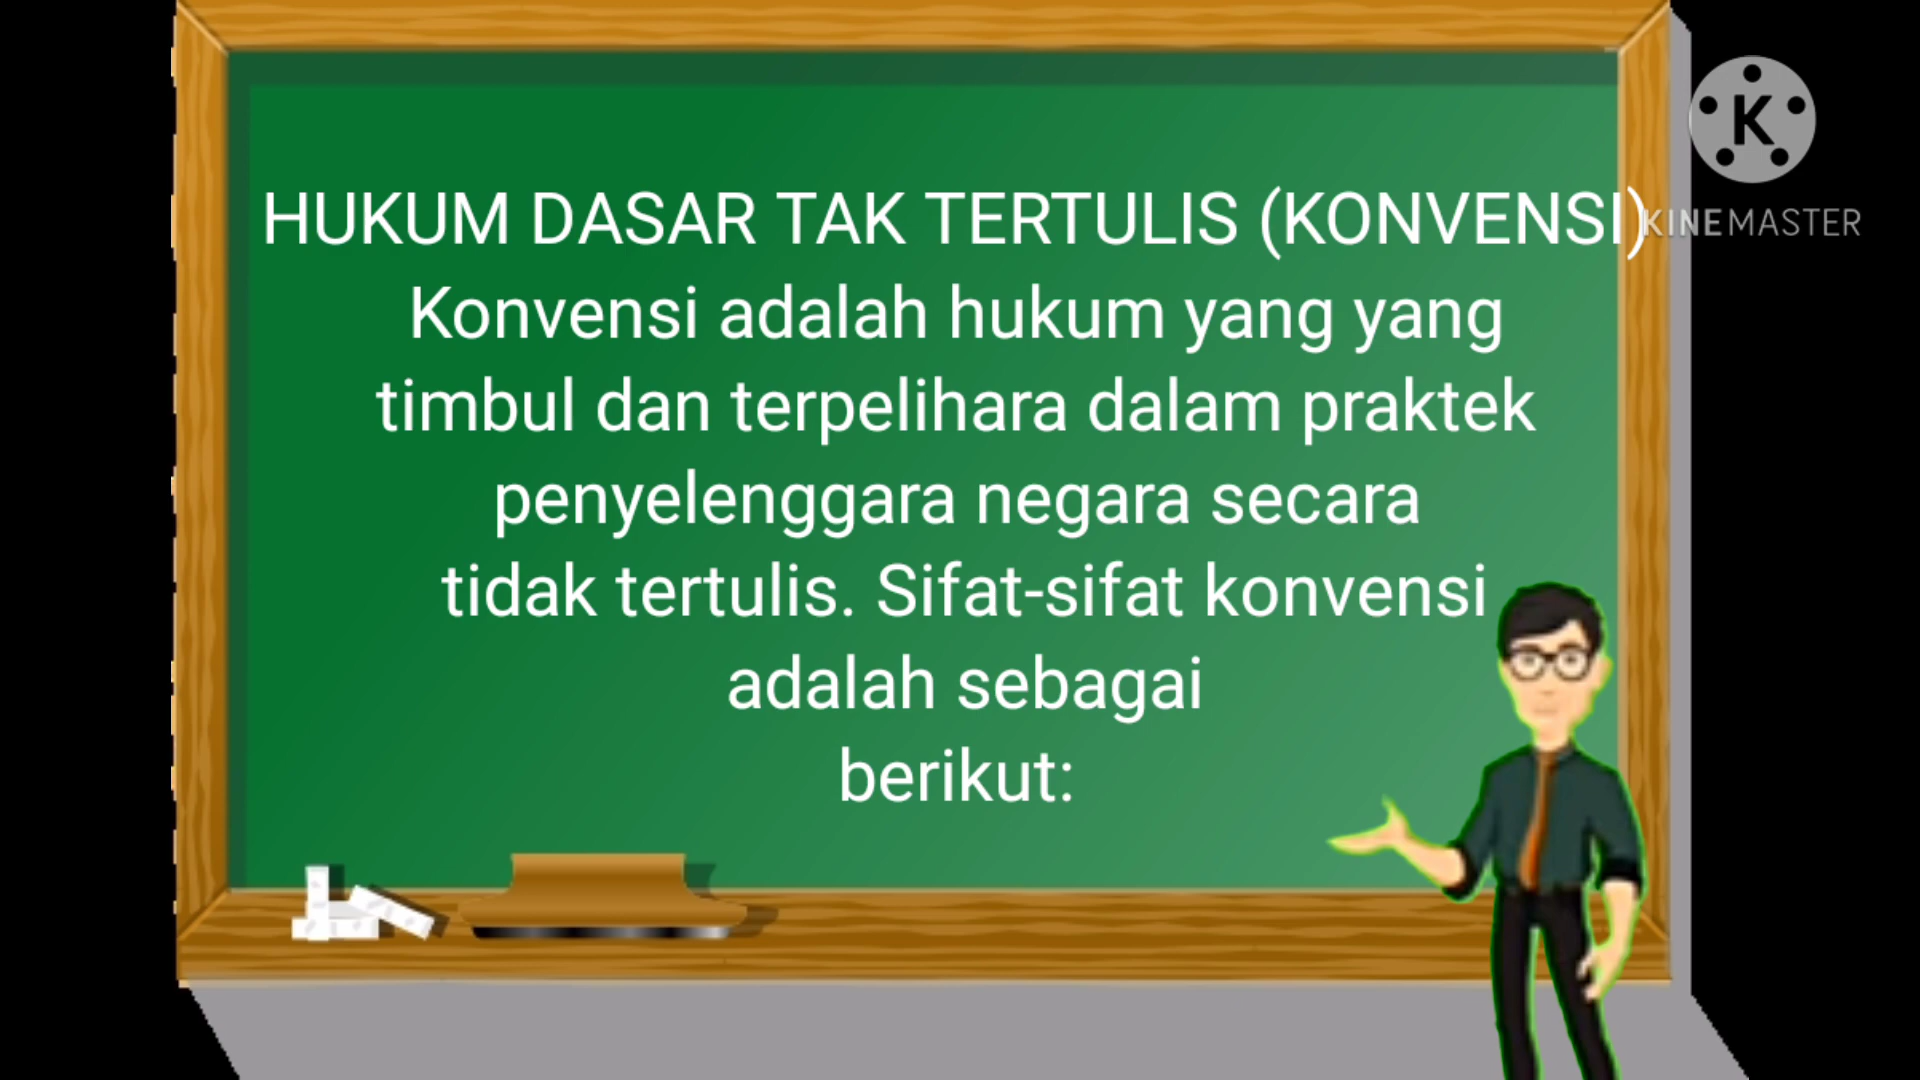 HUKUM DASAR TAK TERTULIS (KONVENSI)
Konvensi adalah hukum yang yang
timbul dan terpelihara dalam praktek
penyelenggara negara secara
tidak tertulis. Sifat-sifat konvensi
adalah sebagai
berikut:
K
KINEMASTER